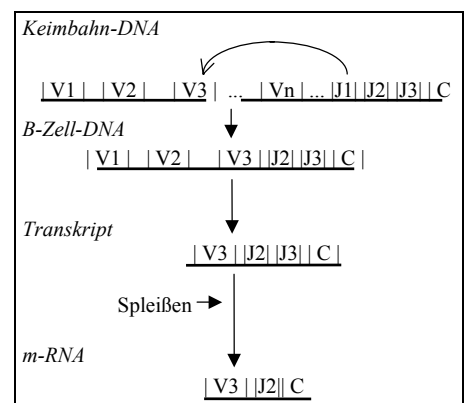 Keimbahn-DNA
| V1 | | V2 | | V3 | ... | Vn | ... |J1| |J2| |J3| | C
B-Zell-DNA
| V1 | | V2 | | V3 | |J2| |J3| | C |
Transkript
| V3 | |J2| |J3| | C |
Spleißen
m-RNA
| V3 | |J2|| C